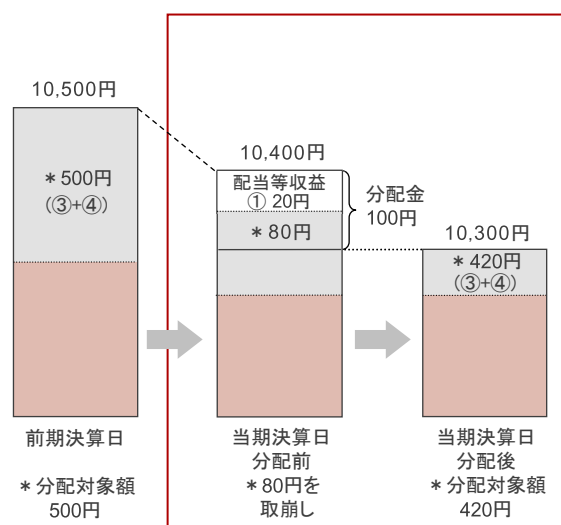 10,500円
＊500円
(③+④)
前期決算日
＊分配対象額
500円
10,400円
配当等収益
① 20円
＊80円
分配金
100円
当期決算日
分配前
＊80円を
取崩し
10,300円
＊420円
(③+④)
当期決算日
分配後
＊分配対象額
420円